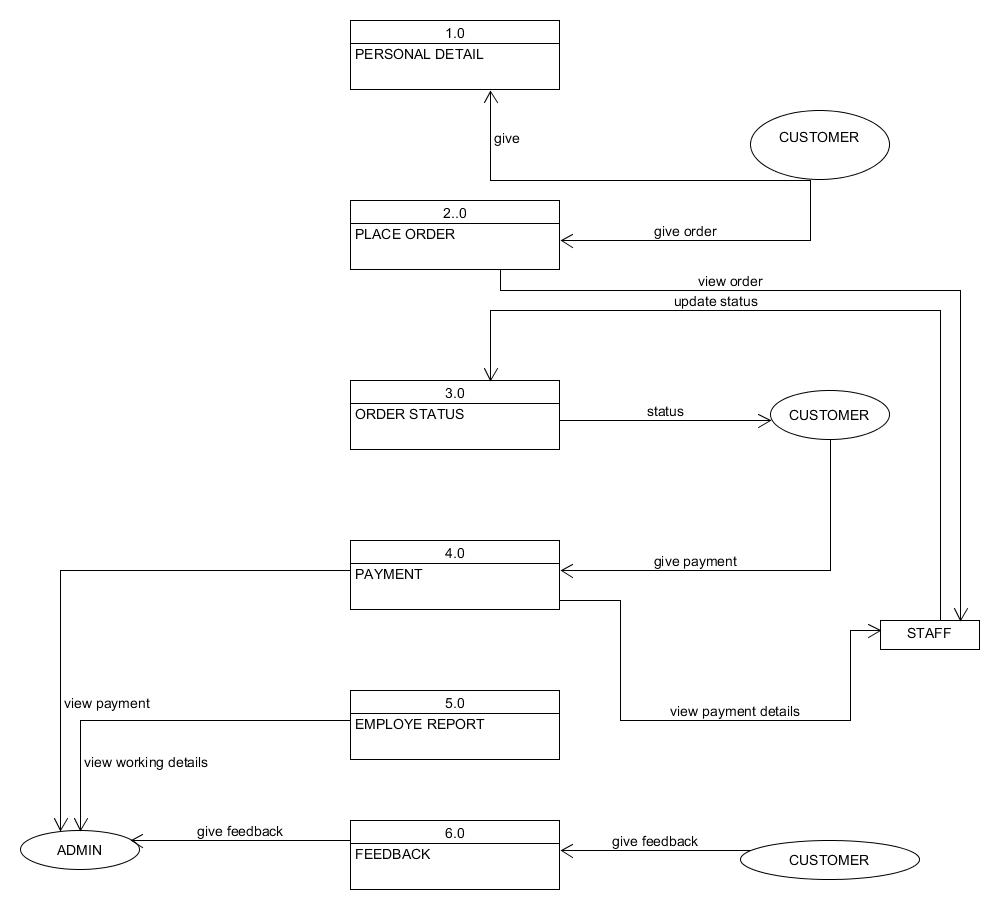 1.0
PERSONAL DETAIL
give
CUSTOMER
2..0
PLACE ORDER
give order
view order
update status
3.0
ORDER STATUS
status
CUSTOMER
4.0
PAYMENT
give payment
STAFF
view payment
5.0
EMPLOYE REPORT
view payment details
view working details
6.0
FEEDBACK
give feedback
give feedback
ADMIN
CUSTOMER